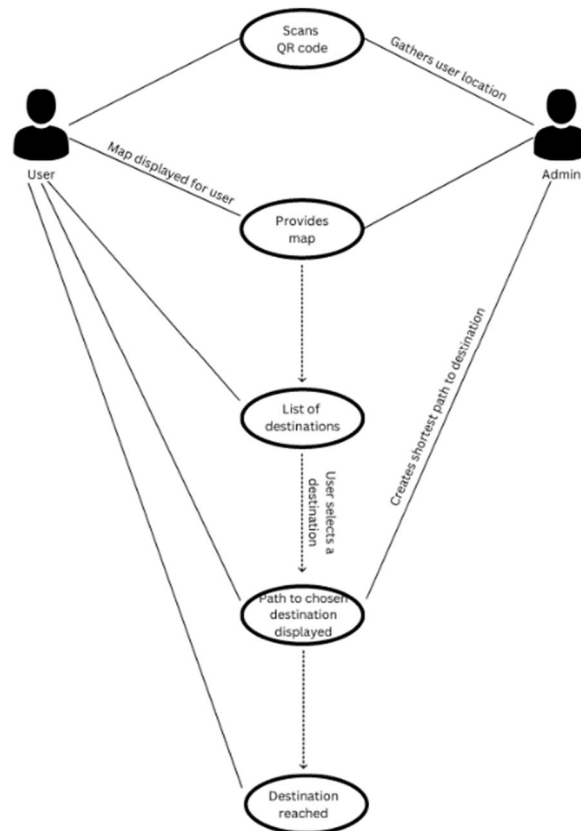 Scans
QR code
Gathers user location
User
Map displayed for user
Admin
Provides
map
List of
destinations
User selects a
destination
Creates shortest path to destination
Path to chosen
destination
displayed
Destination
reached